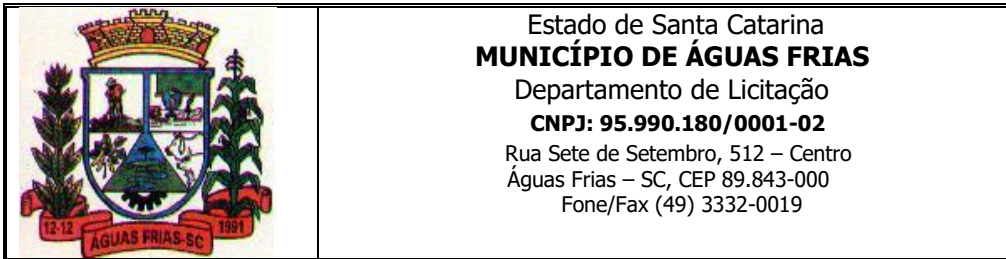 Estado de Santa Catarina
MUNICÍPIO DE ÁGUAS FRIAS
Departamento de Licitação
CNPJ: 95.990.180/0001-02
Rua Sete de Setembro, 512 – Centro
Águas Frias – SC, CEP 89.843-000
Fone/Fax (49) 3332-0019
12-12
ÁGUAS FRIAS-SC
1991